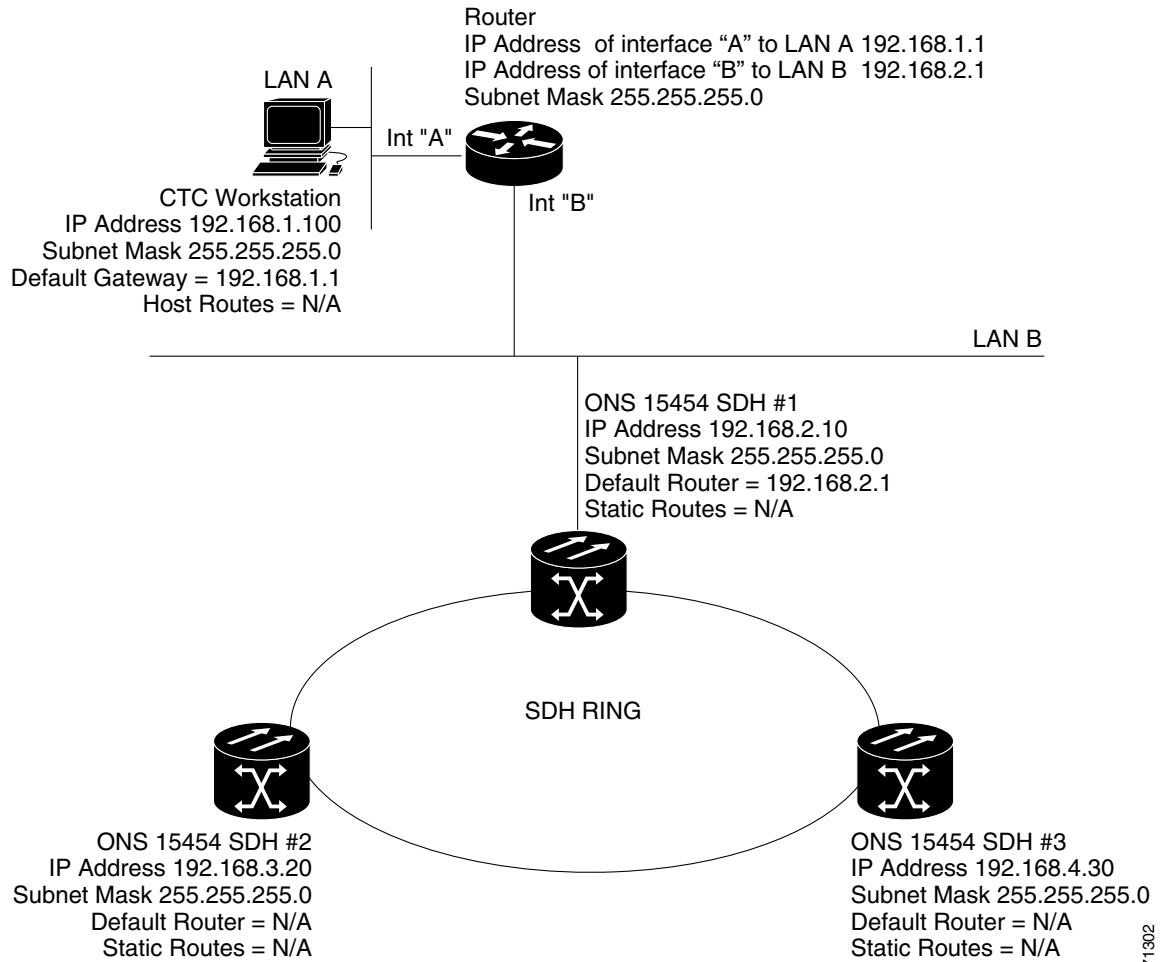 Router
IP Address of interface “A” to LAN A 192.168.1.1
IP Address of interface “B” to LAN B 192.168.2.1
Subnet Mask 255.255.255.0
LAN A
Int "A"
Int "B"
CTC Workstation
IP Address 192.168.1.100
Subnet Mask 255.255.255.0
Default Gateway = 192.168.1.1
Host Routes = N/A
LAN B
ONS 15454 SDH #1
IP Address 192.168.2.10
Subnet Mask 255.255.255.0
Default Router = 192.168.2.1
Static Routes = N/A
SDH RING
ONS 15454 SDH #2
IP Address 192.168.3.20
Subnet Mask 255.255.255.0
Default Router = N/A
Static Routes = N/A
ONS 15454 SDH #3
IP Address 192.168.4.30
Subnet Mask 255.255.255.0
Default Router = N/A
Static Routes = N/A